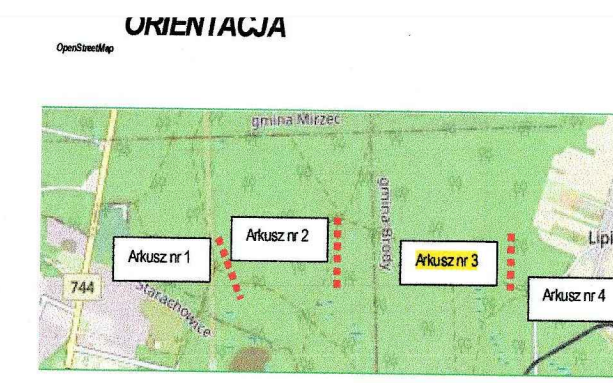 ORIENTACJA
OpenStreetMap
gmina Mirzec
gmina Brody
Arkusz nr 1
Arkusz nr 2
Arkusz nr 3
Lipi
Arkusz nr 4
744
Starachowice